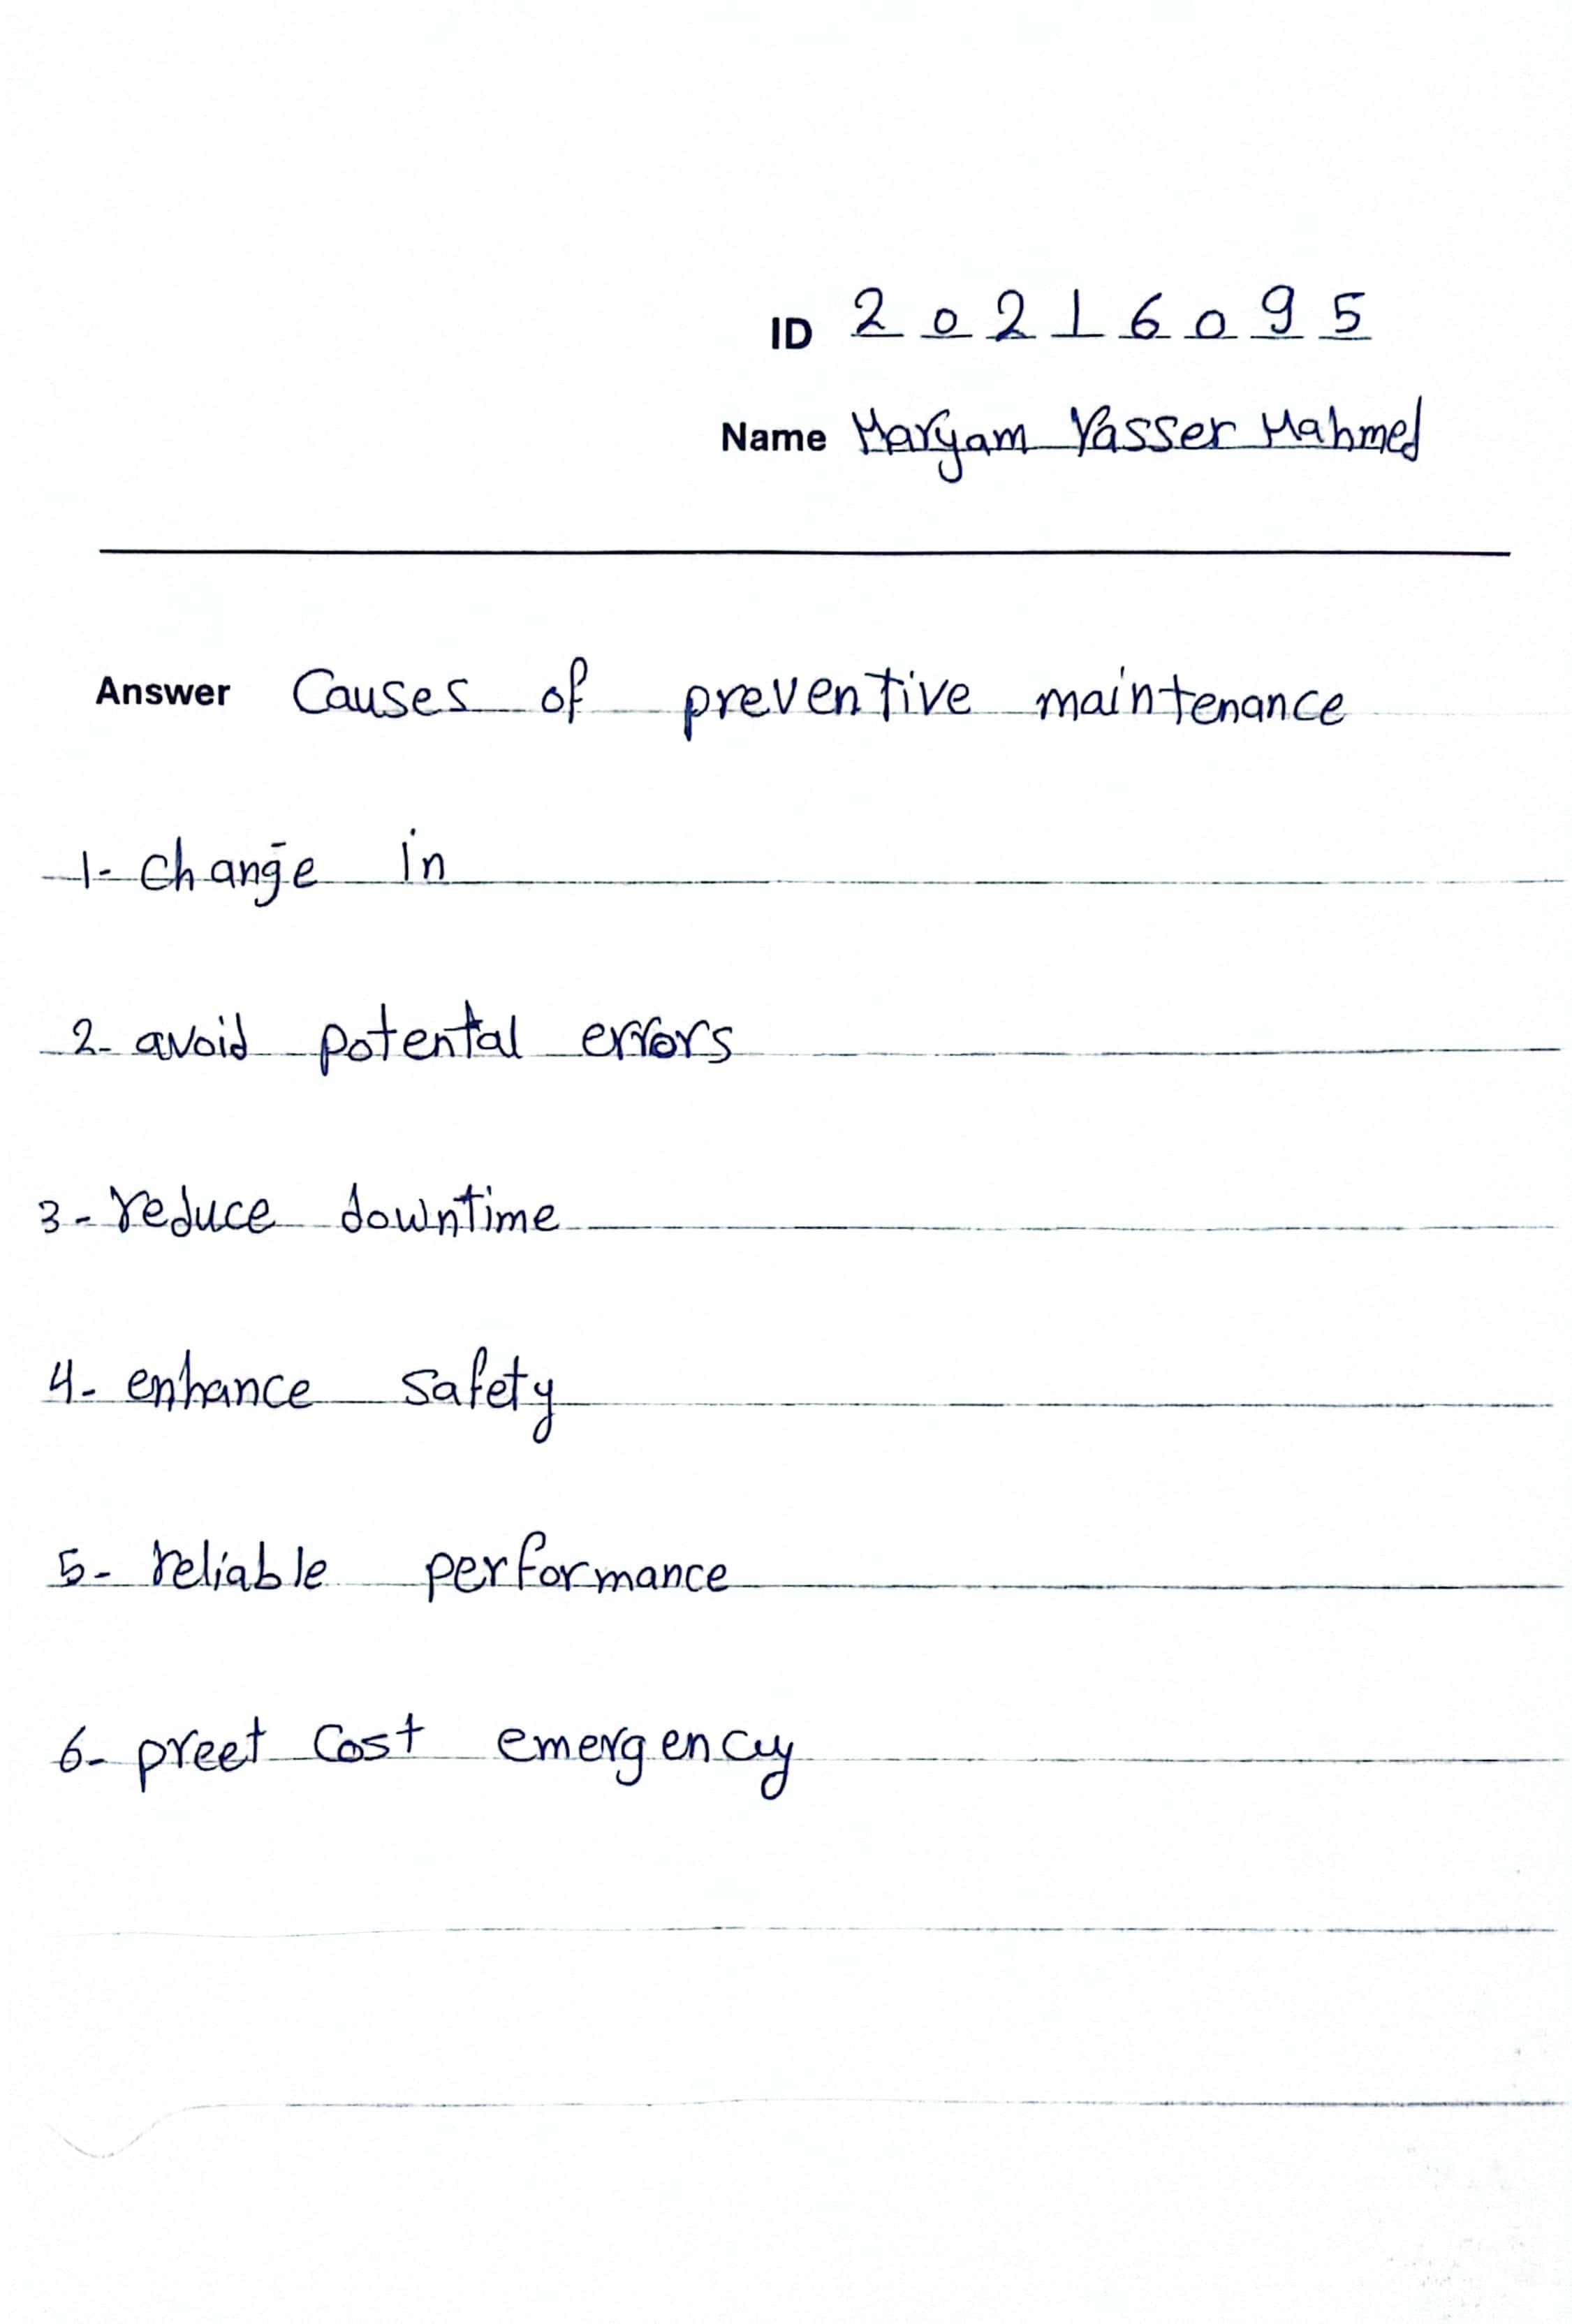 ID 20216095
Name Maryam Yasser Mahmed
Answer Causes of preventive maintenance
1- change in
2- avoid potental errors
3- reduce downtime
4- enhance safety
5- reliable performance
6- preet cost emergency